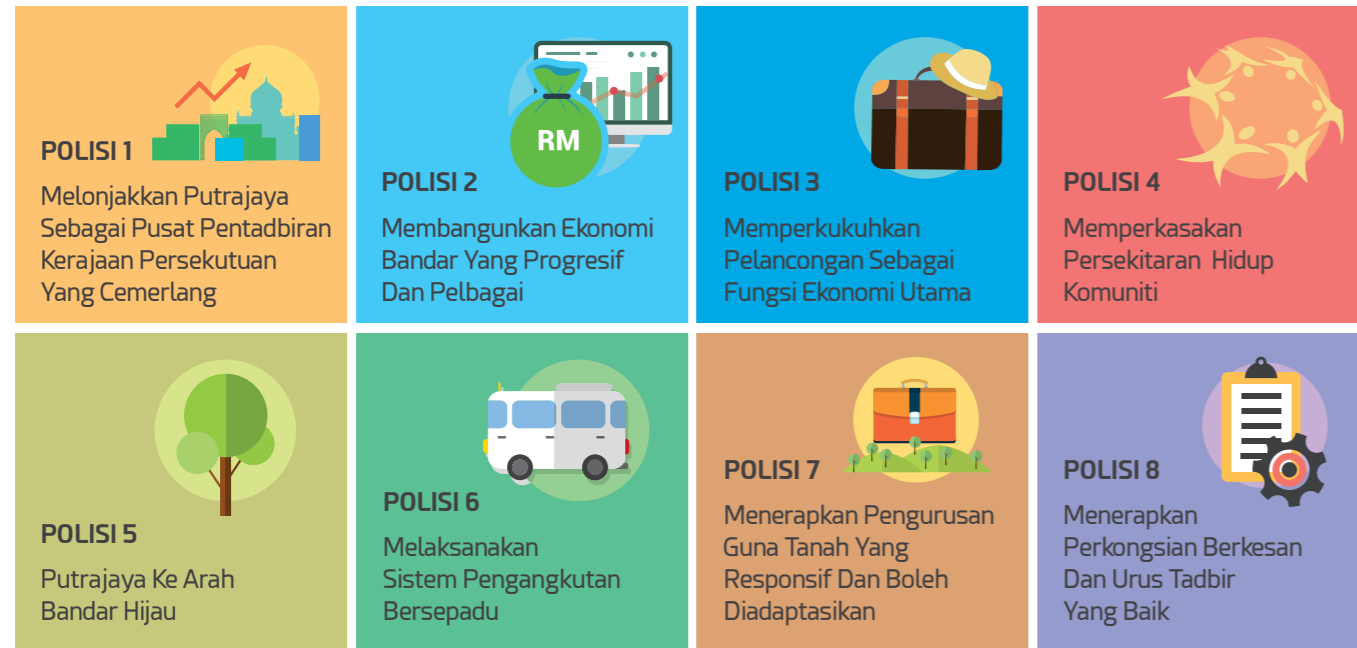 POLISI 1
Melonjakkan Putrajaya
Sebagai Pusat Pentadbiran
Kerajaan Persekutuan
Yang Cemerlang
RM
POLISI 2
Membangunkan Ekonomi
Bandar Yang Progresif
Dan Pelbagai
POLISI 3
Memperkukuhkan
Pelancongan Sebagai
Fungsi Ekonomi Utama
POLISI 4
Memperkasakan
Persekitaran Hidup
Komuniti
POLISI 5
Putrajaya Ke Arah
Bandar Hijau
POLISI 6
Melaksanakan
Sistem Pengangkutan
Bersepadu
POLISI 7
Menerapkan Pengurusan
Guna Tanah Yang
Responsif Dan Boleh
Diadaptasikan
POLISI 8
Menerapkan
Perkongsian Berkesan
Dan Urus Tadbir
Yang Baik